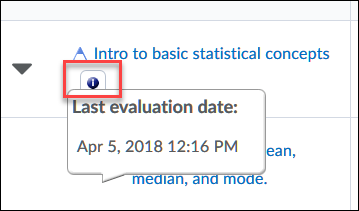 Intro to basic statistical concepts
Last evaluation date:
Apr 5, 2018 12:16 PM
ean,
median, and mode.